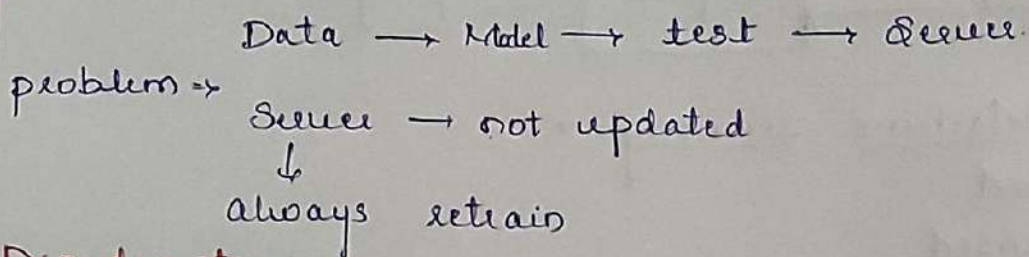 Data → Model → test → Server.
problem ⇒
Server → not updated
↓
always retrain